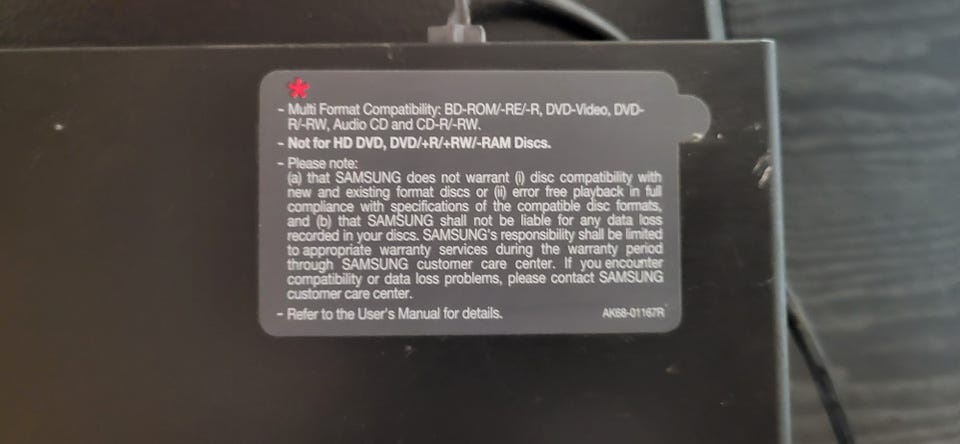 - Multi Format Compatibility: BD-ROM/-RE/-R, DVD-Video, DVD-
R/-RW, Audio CD and CD-R/-RW.
- Not for HD DVD, DVD/+R/+RW/-RAM Discs.
- Please note:
(a) that SAMSUNG does not warrant (i) disc compatibility with
new and existing format discs or (ii) error free playback in full
compliance with specifications of the compatible disc formats,
and (b) that SAMSUNG shall not be liable for any data loss
recorded in your discs. SAMSUNG's responsibility shall be limited
to appropriate warranty services during the warranty period
through SAMSUNG customer care center. If you encounter
compatibility or data loss problems, please contact SAMSUNG
customer care center.
- Refer to the User's Manual for details. AK68-01167R